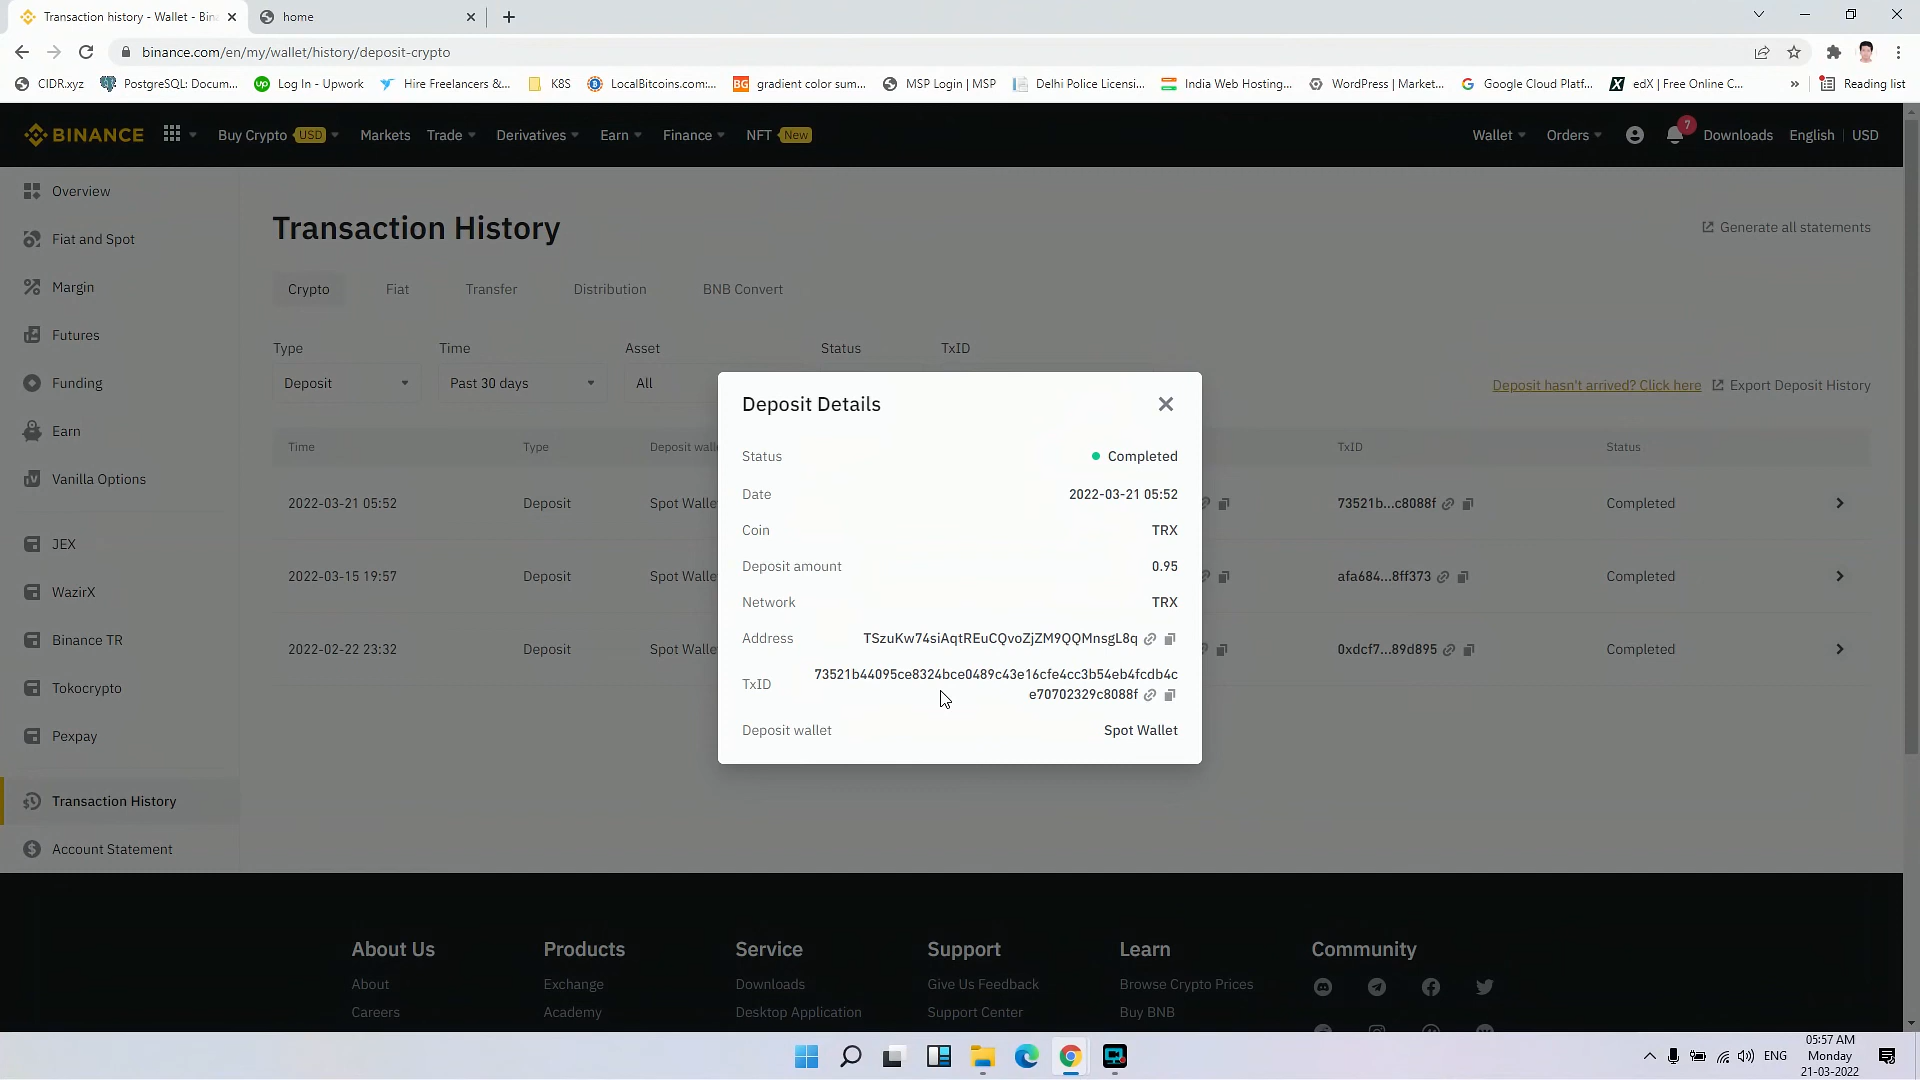 Transaction history - Wallet - Bin
home
binance.com/en/my/wallet/history/deposit-crypto
CIDR.xyz
PostgreSQL: Docum...
Log In - Upwork
Hire Freelancers &...
K8S
LocalBitcoins.com:...
BG gradient color sum...
MSP Login | MSP
Delhi Police Licensi...
India Web Hosting...
WordPress | Market...
Google Cloud Platf...
edX | Free Online C...
»
Reading list
BINANCE
Buy Crypto USD
Markets
Trade
Derivatives
Earn
Finance
NFT New
Wallet
Orders
7
Downloads
English | USD
Overview
Fiat and Spot
Margin
Futures
Funding
Earn
Vanilla Options
JEX
WazirX
Binance TR
Tokocrypto
Pexpay
Transaction History
Account Statement
Transaction History
Generate all statements
Crypto Fiat Transfer Distribution BNB Convert
Type Time Asset Status TxID
Deposit Past 30 days All
Deposit hasn't arrived? Click here Export Deposit History
Time Type Deposit wall TxID Status
2022-03-21 05:52 Deposit Spot Walle 73521b...c8088f Completed
2022-03-15 19:57 Deposit Spot Walle afa684...8ff373 Completed
2022-02-22 23:32 Deposit Spot Walle 0xdcf7...89d895 Completed
Deposit Details
Status Completed
Date 2022-03-21 05:52
Coin TRX
Deposit amount 0.95
Network TRX
Address TSzuKw74siAqtREuCQvoZjZM9QQMnsgL8q
TxID 73521b44095ce8324bce0489c43e16cfe4cc3b54eb4fcdb4c
e70702329c8088f
Deposit wallet Spot Wallet
About Us Products Service Support Learn Community
About Exchange Downloads Give Us Feedback Browse Crypto Prices
Careers Academy Desktop Application Support Center Buy BNB
ENG
05:57 AM
Monday
21-03-2022